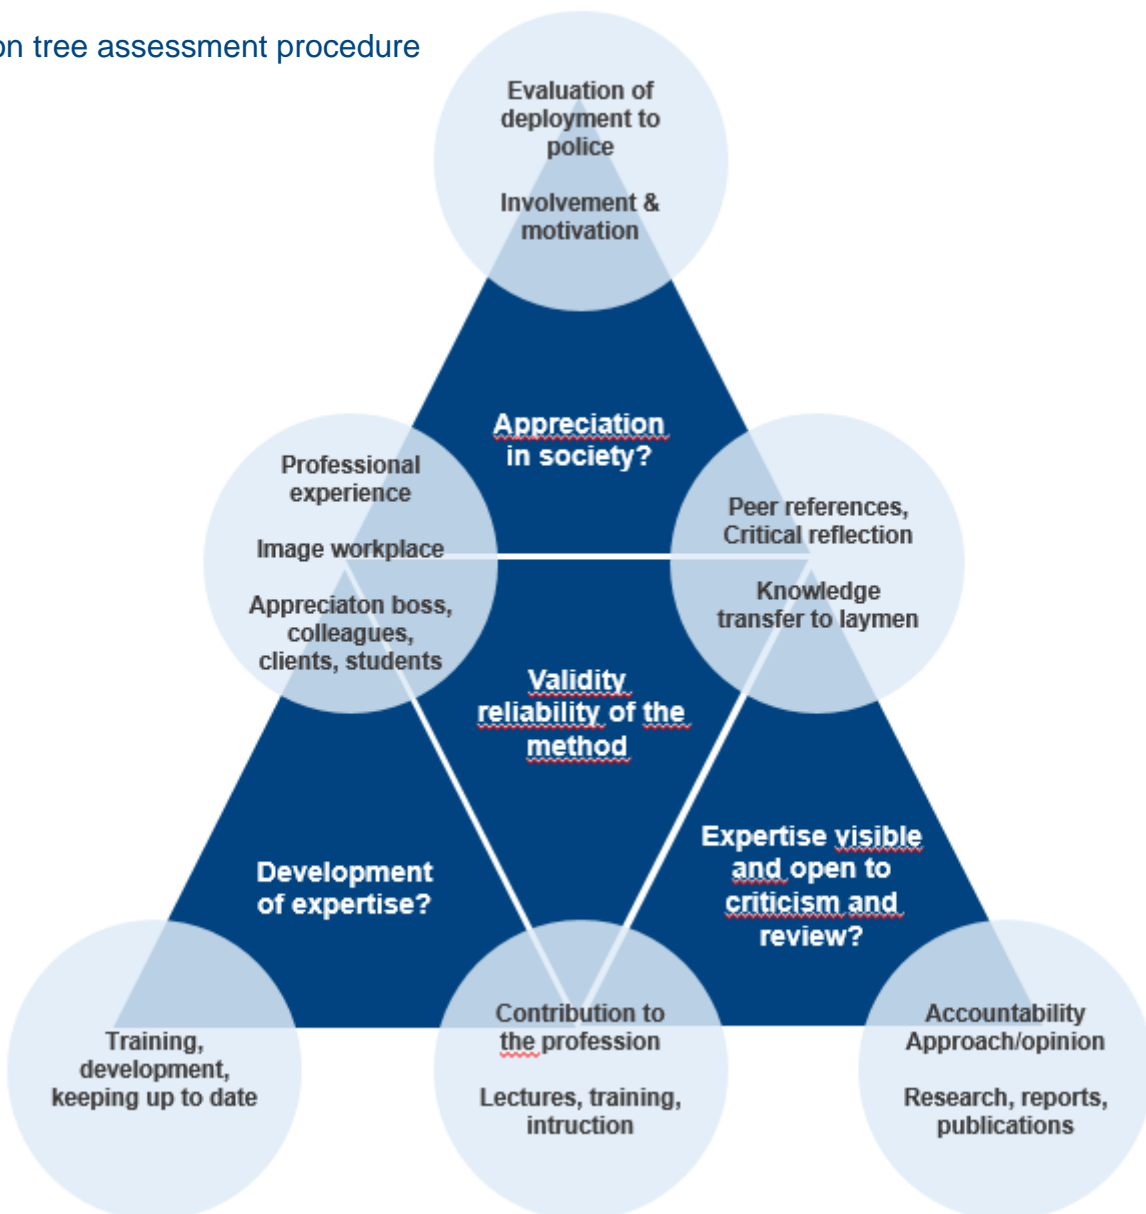 on tree assessment procedure
Evaluation of
deployment to
police
Involvement &
motivation
Appreciation
in society?
Professional
experience
Image workplace
Appreciaton boss,
colleagues,
clients, students
Peer references,
Critical reflection
Knowledge
transfer to laymen
Validity
reliability of the
method
Development
of expertise?
Expertise visible
and open to
criticism and
review?
Training,
development,
keeping up to date
Contribution to
the profession
Lectures, training,
intruction
Accountability
Approach/opinion
Research, reports,
publications